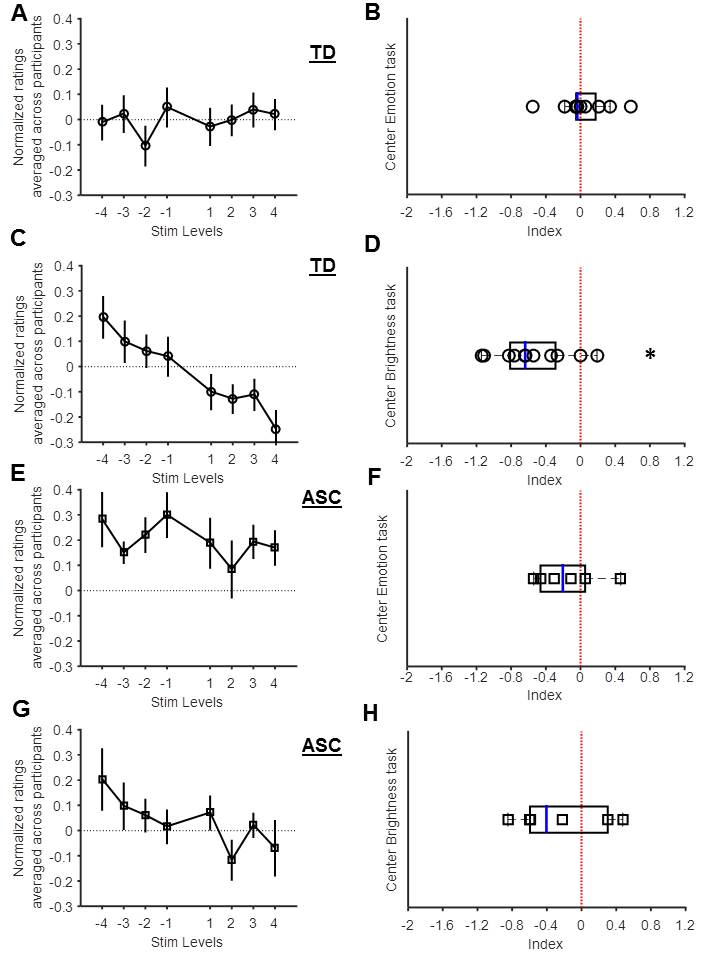 A
TD
Normalized ratings
averaged across participants
0.4
0.3
0.2
0.1
0
-0.1
-0.2
-0.3
-4 -3 -2 -1 1 2 3 4
Stim Levels
B
Center Emotion task
-2 -1.6 -1.2 -0.8 -0.4 0 0.4 0.8 1.2
Index
C
TD
Normalized ratings
averaged across participants
0.4
0.3
0.2
0.1
0
-0.1
-0.2
-0.3
-4 -3 -2 -1 1 2 3 4
Stim Levels
D
Center Brightness task
*
-2 -1.6 -1.2 -0.8 -0.4 0 0.4 0.8 1.2
Index
E
ASC
Normalized ratings
averaged across participants
0.4
0.3
0.2
0.1
0
-0.1
-0.2
-0.3
-4 -3 -2 -1 1 2 3 4
Stim Levels
F
Center Emotion task
-2 -1.6 -1.2 -0.8 -0.4 0 0.4 0.8 1.2
Index
G
ASC
Normalized ratings
averaged across participants
0.4
0.3
0.2
0.1
0
-0.1
-0.2
-0.3
-4 -3 -2 -1 1 2 3 4
Stim Levels
H
Center Brightness task
-2 -1.6 -1.2 -0.8 -0.4 0 0.4 0.8 1.2
Index